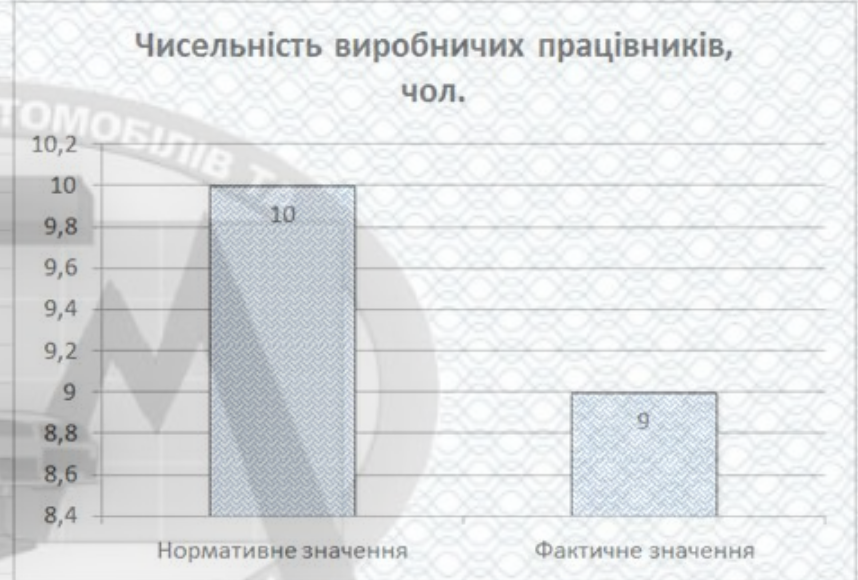 Чисельність виробничих працівників,
чол.
ТОМОБІЛІВ Т
10,2
10
9,8
9,6
9,4
9,2
9
8,8
8,6
8,4
10
9
Нормативне значення
Фактичне значення